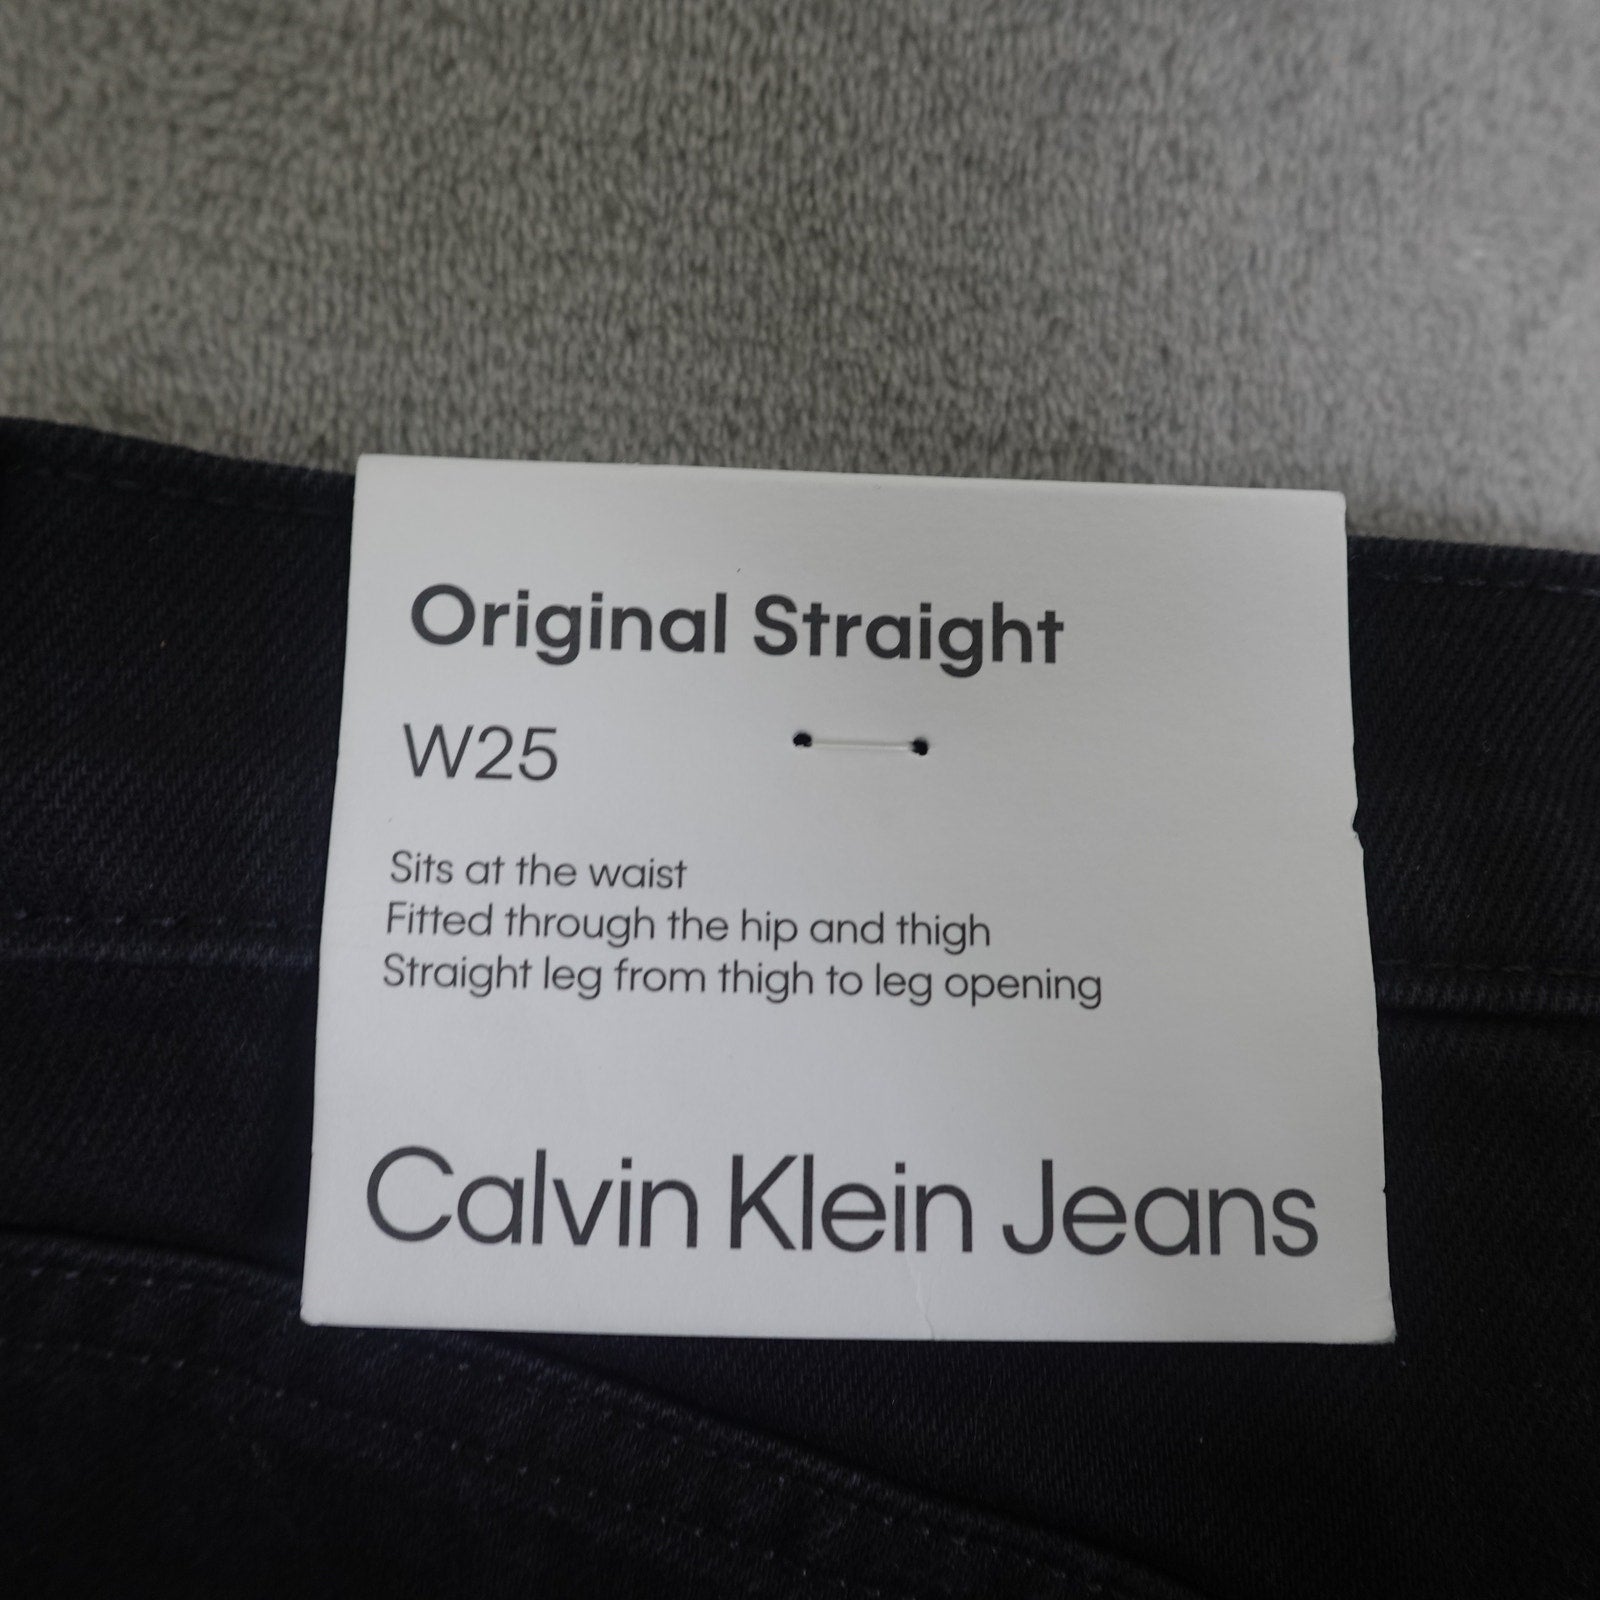 Original Straight
W25
Sits at the waist
Fitted through the hip and thigh
Straight leg from thigh to leg opening
Calvin Klein Jeans